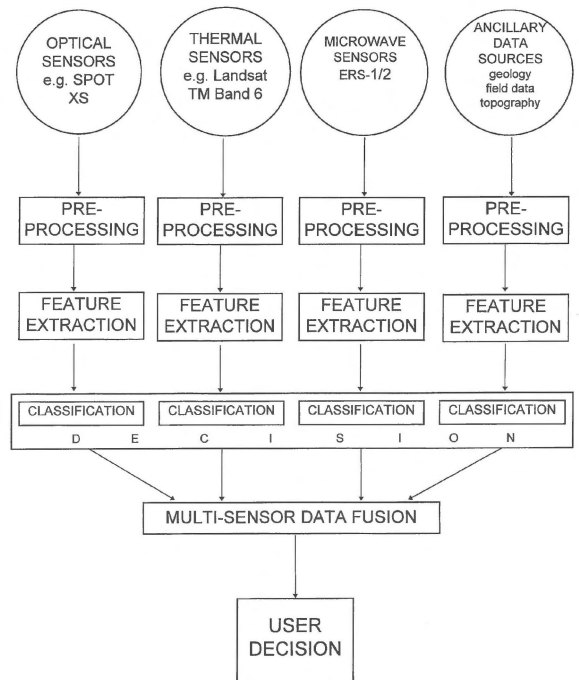 OPTICAL
SENSORS
e.g. SPOT
XS
THERMAL
SENSORS
e.g. Landsat
TM Band 6
MICROWAVE
SENSORS
ERS-1/2
ANCILLARY
DATA
SOURCES
geology
field data
topography
PRE-
PROCESSING
PRE-
PROCESSING
PRE-
PROCESSING
PRE-
PROCESSING
FEATURE
EXTRACTION
FEATURE
EXTRACTION
FEATURE
EXTRACTION
FEATURE
EXTRACTION
CLASSIFICATION
CLASSIFICATION
CLASSIFICATION
CLASSIFICATION
D E C I S I O N
MULTI-SENSOR DATA FUSION
USER
DECISION